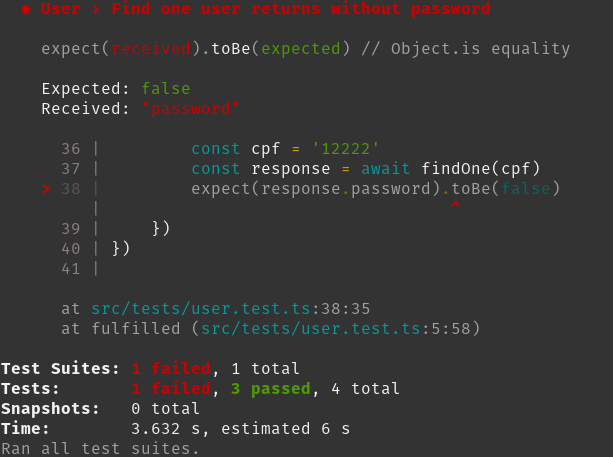 ● User › Find one user returns without password
expect(received).toBe(expected) // Object.is equality
Expected: false
Received: "password"
36 |         const cpf = '12222'
37 |         const response = await findOne(cpf)
> 38 |         expect(response.password).toBe(false)
|                                   ^
39 |     })
40 | })
41 |
at src/tests/user.test.ts:38:35
at fulfilled (src/tests/user.test.ts:5:58)
Test Suites: 1 failed, 1 total
Tests:       1 failed, 3 passed, 4 total
Snapshots:   0 total
Time:        3.632 s, estimated 6 s
Ran all test suites.